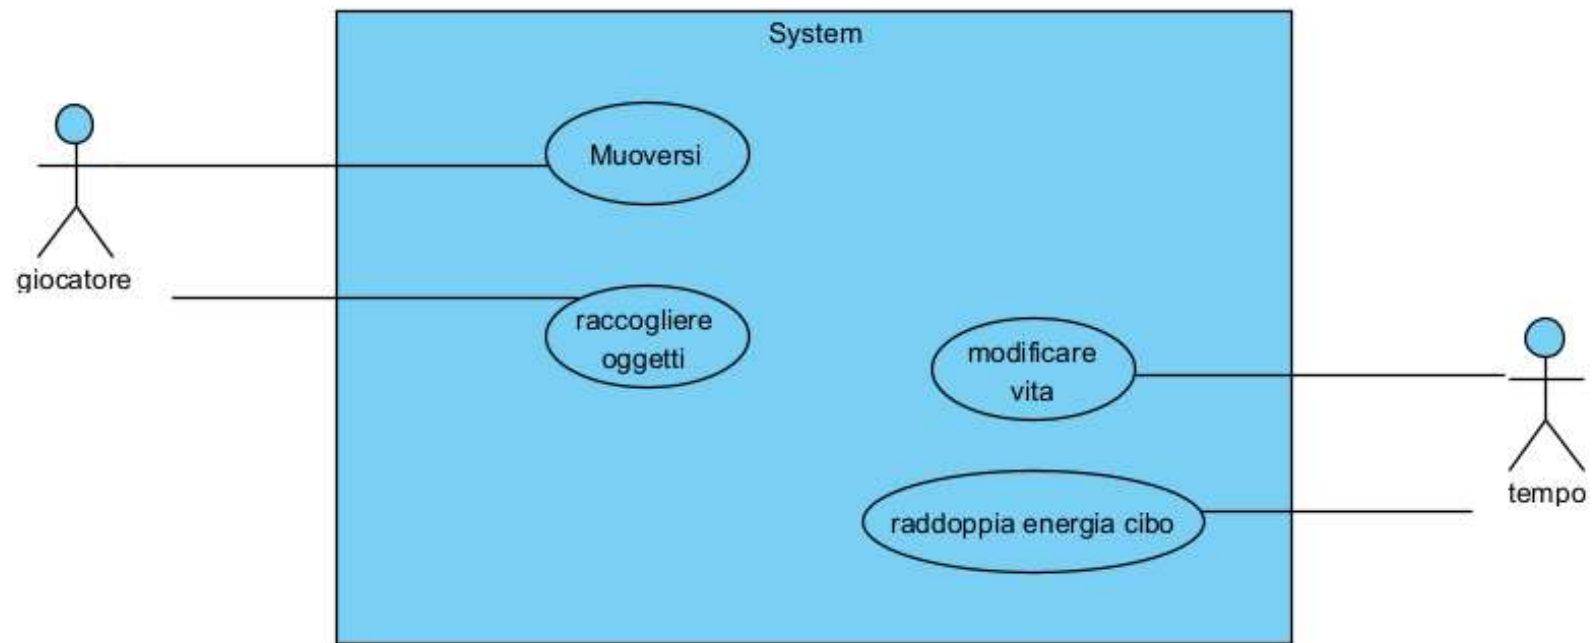 System
Muoversi
giocatore
raccogliere
oggetti
modificare
vita
tempo
raddoppia energia cibo